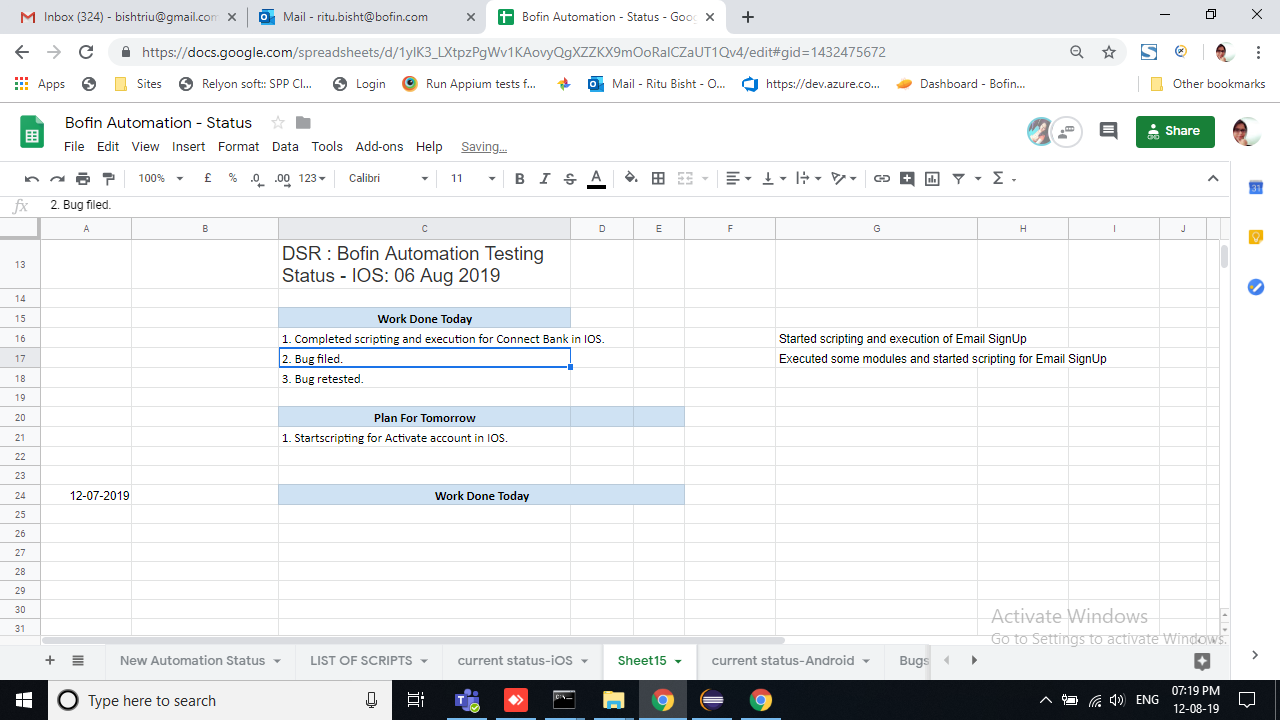 Inbox (324) - bishtriu@gmail.com
Mail - ritu.bisht@bofin.com
Bofin Automation - Status - Goo
https://docs.google.com/spreadsheets/d/1ylK3_LXtpzPgWv1KAovyQgXZZKX9mOoRaICZaUT1Qv4/edit#gid=1432475672
Apps Sites Relyon soft:: SPP Cl... Login Run Appium tests f... Mail - Ritu Bisht - O... https://dev.azure.co... Dashboard - Bofin... Other bookmarks
Bofin Automation - Status
File Edit View Insert Format Data Tools Add-ons Help Saving...
Share
100% £ % .0 .00 123 Calibri 11 B I S A Σ
fx 2. Bug filed.
A B C D E F G H I J
13 DSR : Bofin Automation Testing
Status - IOS: 06 Aug 2019
14
15 Work Done Today
16 1. Completed scripting and execution for Connect Bank in IOS. Started scripting and execution of Email SignUp
17 2. Bug filed. Executed some modules and started scripting for Email SignUp
18 3. Bug retested.
19
20 Plan For Tomorrow
21 1. Startscripting for Activate account in IOS.
22
23
24 12-07-2019 Work Done Today
25
26
27
28
29
30
31
Activate Windows
Go to Settings to activate Windows.
New Automation Status LIST OF SCRIPTS current status-iOS Sheet15 current status-Android Bugs
Type here to search
ENG
07:19 PM
12-08-19